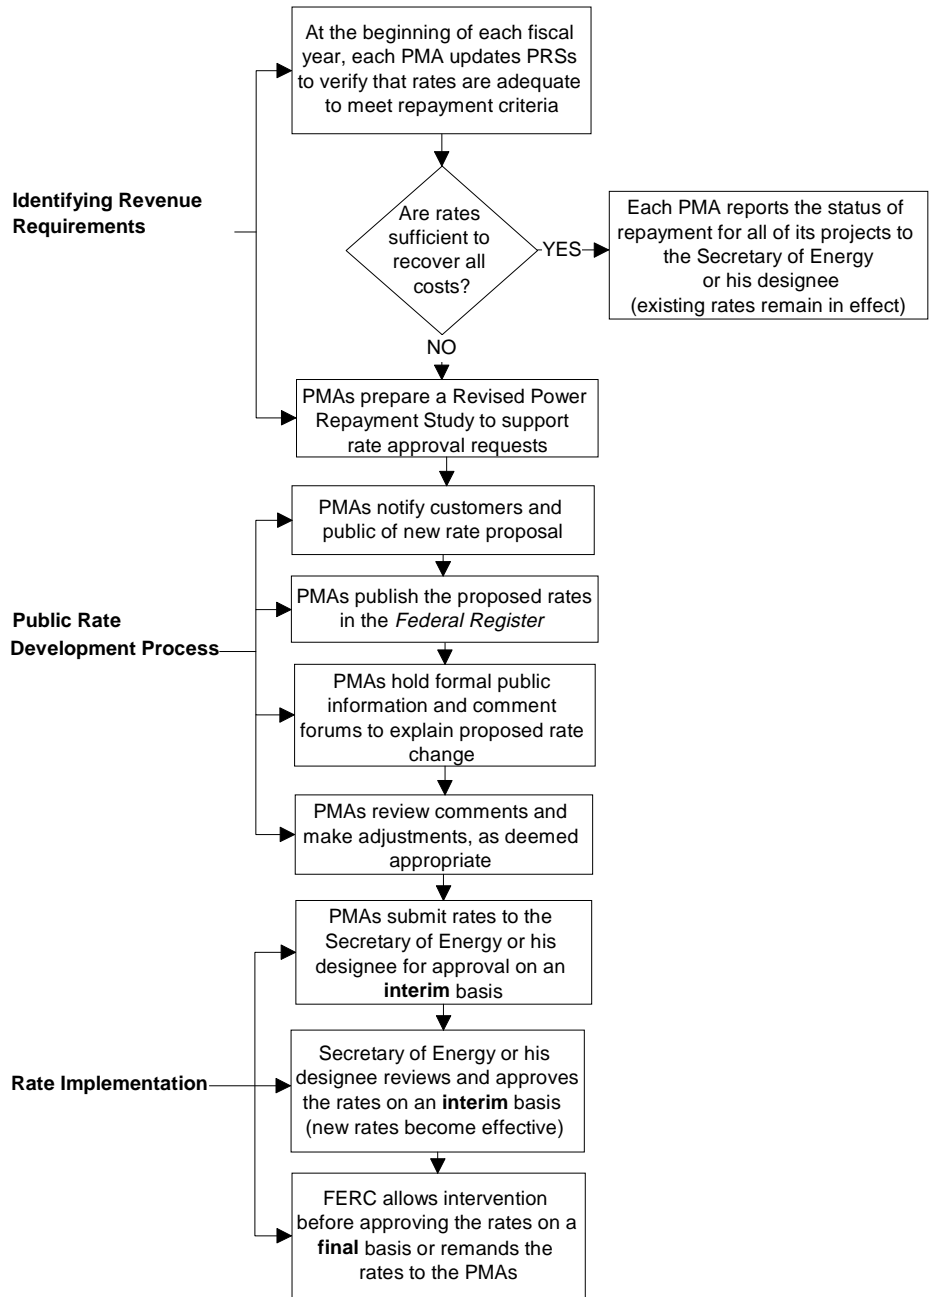 At the beginning of each fiscal
year, each PMA updates PRSs
to verify that rates are adequate
to meet repayment criteria
Identifying Revenue
Requirements
Are rates
sufficient to
recover all
costs?
YES
Each PMA reports the status of
repayment for all of its projects to
the Secretary of Energy
or his designee
(existing rates remain in effect)
NO
PMAs prepare a Revised Power
Repayment Study to support
rate approval requests
PMAs notify customers and
public of new rate proposal
PMAs publish the proposed rates
in the Federal Register
Public Rate
Development Process
PMAs hold formal public
information and comment
forums to explain proposed rate
change
PMAs review comments and
make adjustments, as deemed
appropriate
PMAs submit rates to the
Secretary of Energy or his
designee for approval on an
interim basis
Rate Implementation
Secretary of Energy or his
designee reviews and approves
the rates on an interim basis
(new rates become effective)
FERC allows intervention
before approving the rates on a
final basis or remands the
rates to the PMAs